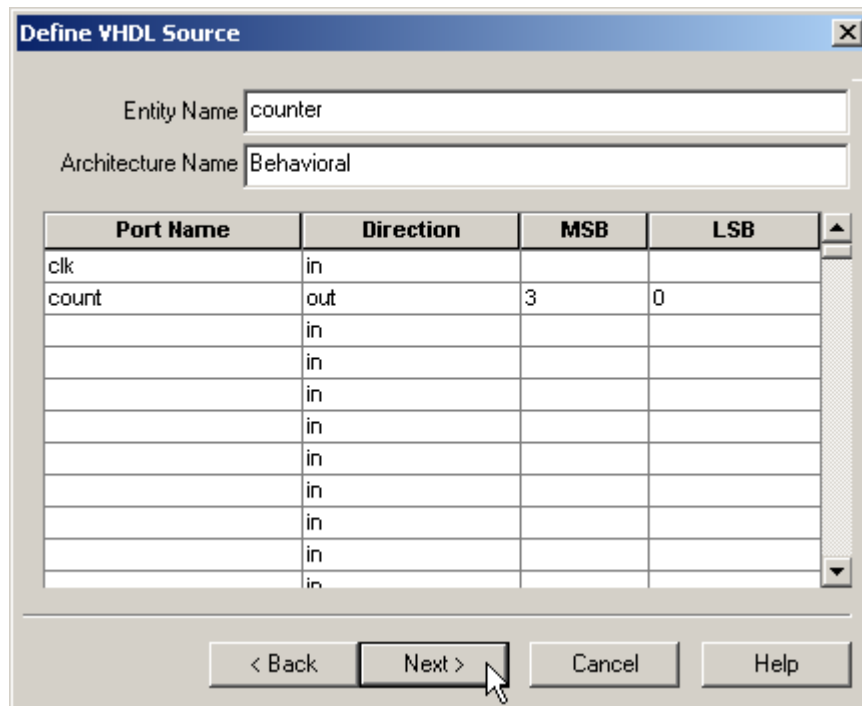 Define VHDL Source
Entity Name counter
Architecture Name Behavioral
Port Name Direction MSB LSB
clk in
count out 3 0
in
in
in
in
in
in
in
in
in
< Back Next > Cancel Help